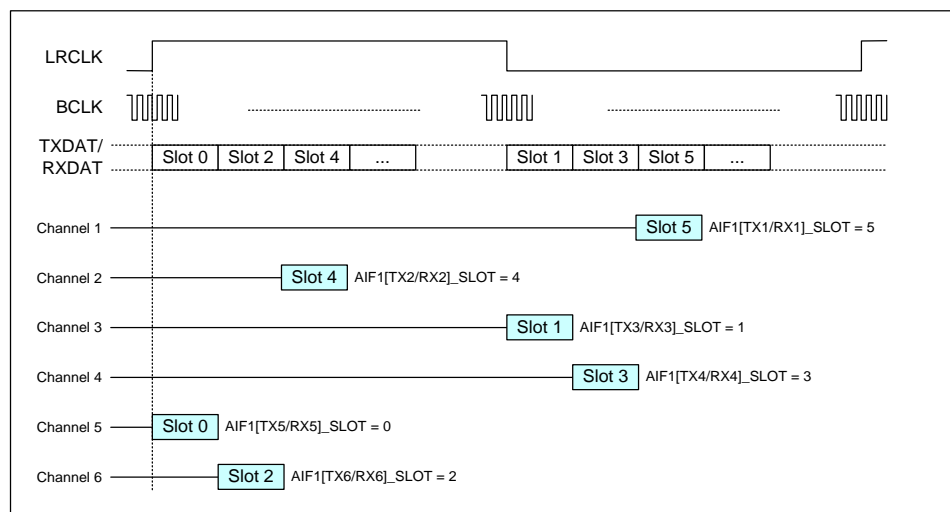 LRCLK
BCLK
TXDAT/
RXDAT
Slot 0 Slot 2 Slot 4 ... Slot 1 Slot 3 Slot 5 ...
Channel 1 Slot 5 AIF1[TX1/RX1]_SLOT = 5
Channel 2 Slot 4 AIF1[TX2/RX2]_SLOT = 4
Channel 3 Slot 1 AIF1[TX3/RX3]_SLOT = 1
Channel 4 Slot 3 AIF1[TX4/RX4]_SLOT = 3
Channel 5 Slot 0 AIF1[TX5/RX5]_SLOT = 0
Channel 6 Slot 2 AIF1[TX6/RX6]_SLOT = 2